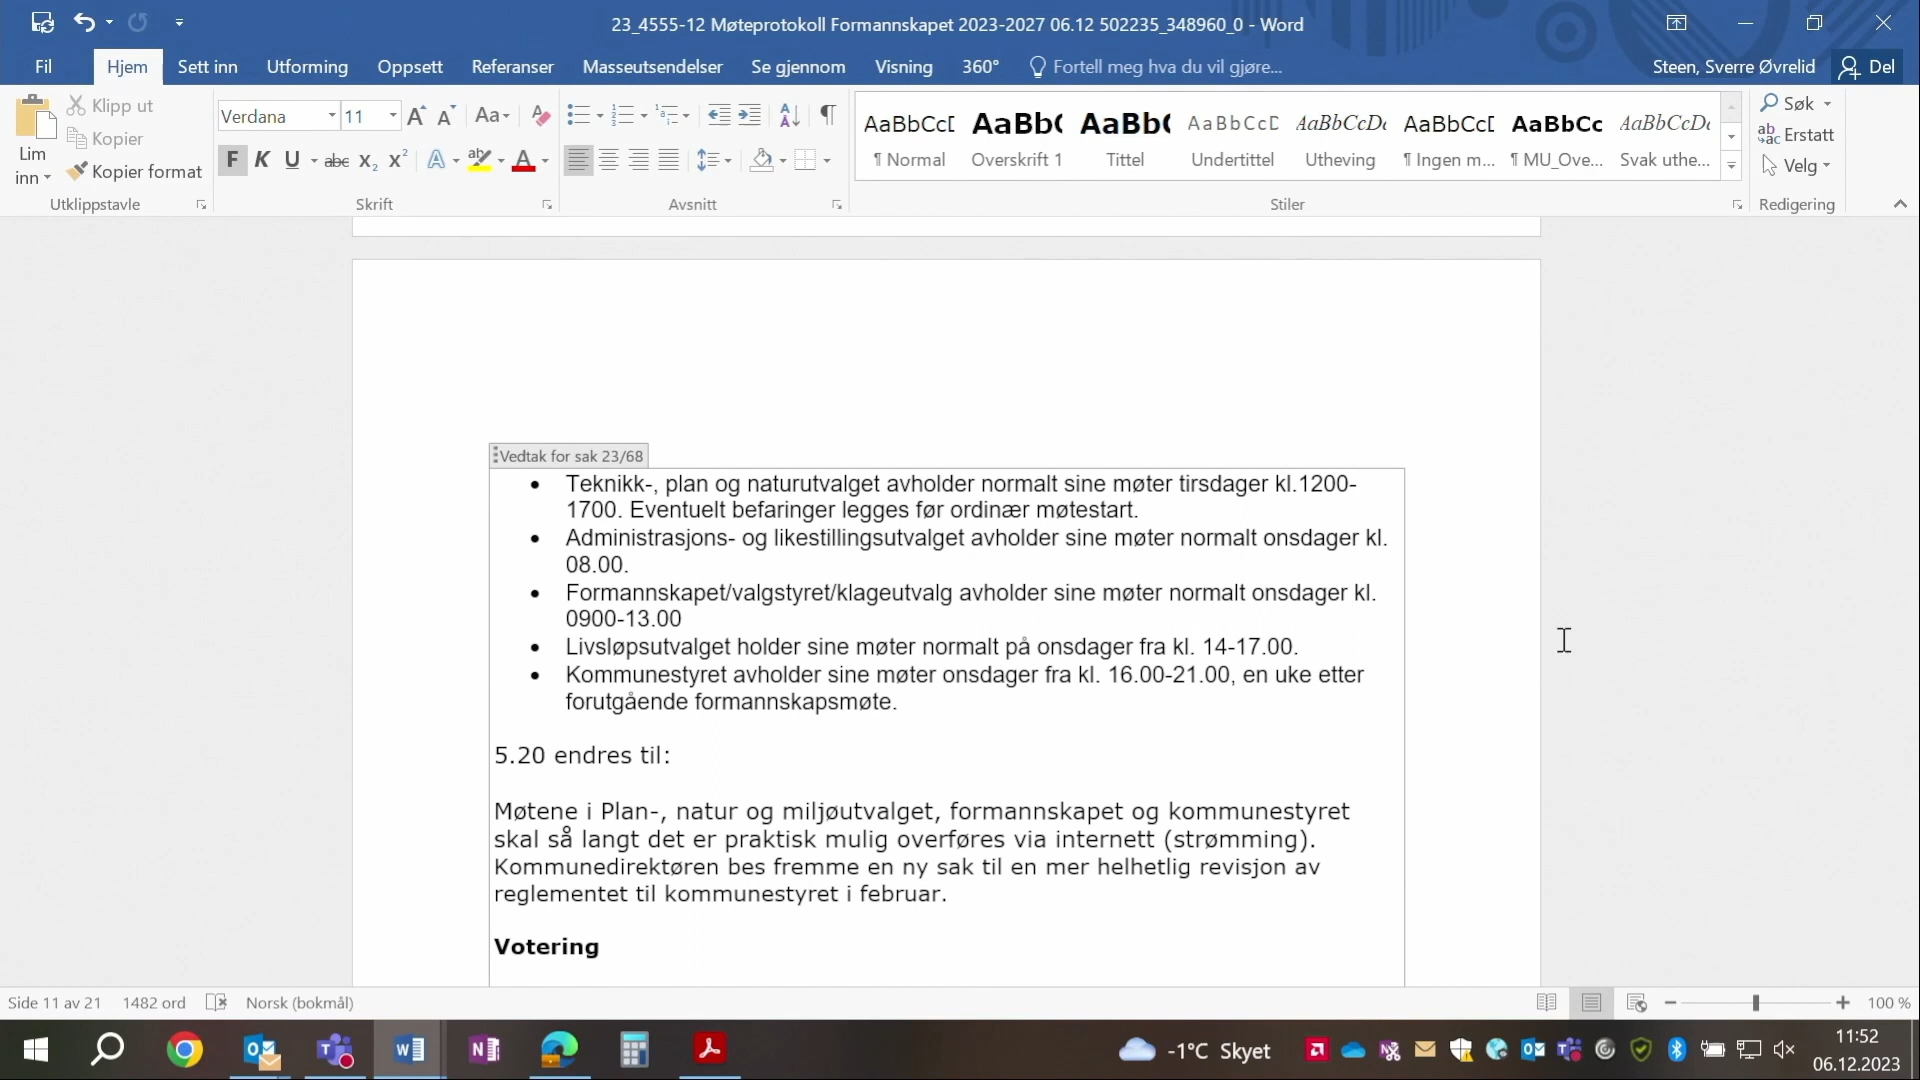 23_4555-12 Møteprotokoll Formannskapet 2023-2027 06.12 502235_348960_0 - Word
Fil Hjem Sett inn Utforming Oppsett Referanser Masseutsendelser Se gjennom Visning 360° Fortell meg hva du vil gjøre... Steen, Sverre Øvrelid Del
Lim inn
Klipp ut
Kopier
Kopier format
Utklippstavle
Verdana 11
F K U abc X₂ X² A ab A
Skrift
Avsnitt
AaBbCcD AaBb( AaBb( AaBbCcD AaBbCcDc AaBbCcD AaBbCc AaBbCcDc
¶ Normal Overskrift 1 Tittel Undertittel Utheving ¶ Ingen m... ¶ MU_Ove... Svak uthe...
Stiler
Søk
Erstatt
Velg
Redigering
Vedtak for sak 23/68
• Teknikk-, plan og naturutvalget avholder normalt sine møter tirsdager kl.1200-
1700. Eventuelt befaringer legges før ordinær møtestart.
• Administrasjons- og likestillingsutvalget avholder sine møter normalt onsdager kl.
08.00.
• Formannskapet/valgstyret/klageutvalg avholder sine møter normalt onsdager kl.
0900-13.00
• Livsløpsutvalget holder sine møter normalt på onsdager fra kl. 14-17.00.
• Kommunestyret avholder sine møter onsdager fra kl. 16.00-21.00, en uke etter
forutgående formannskapsmøte.
5.20 endres til:
Møtene i Plan-, natur og miljøutvalget, formannskapet og kommunestyret
skal så langt det er praktisk mulig overføres via internett (strømming).
Kommunedirektøren bes fremme en ny sak til en mer helhetlig revisjon av
reglementet til kommunestyret i februar.
Votering
Side 11 av 21 1482 ord Norsk (bokmål) 100 %
-1°C Skyet
11:52
06.12.2023